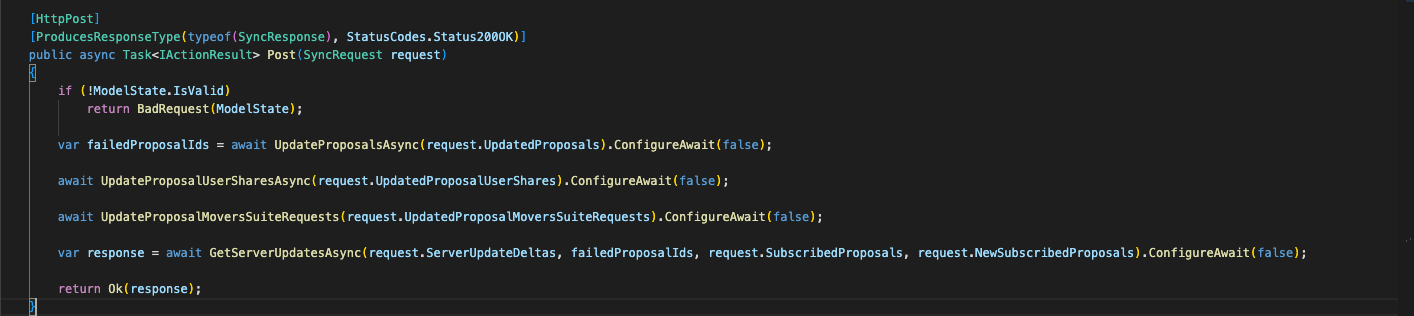 [HttpPost]
[ProducesResponseType(typeof(SyncResponse), StatusCodes.Status200OK)]
public async Task<IActionResult> Post(SyncRequest request)
{
if (!ModelState.IsValid)
return BadRequest(ModelState);
var failedProposalIds = await UpdateProposalsAsync(request.UpdatedProposals).ConfigureAwait(false);
await UpdateProposalUserSharesAsync(request.UpdatedProposalUserShares).ConfigureAwait(false);
await UpdateProposalMoversSuiteRequests(request.UpdatedProposalMoversSuiteRequests).ConfigureAwait(false);
var response = await GetServerUpdatesAsync(request.ServerUpdateDeltas, failedProposalIds, request.SubscribedProposals, request.NewSubscribedProposals).ConfigureAwait(false);
return Ok(response);
}